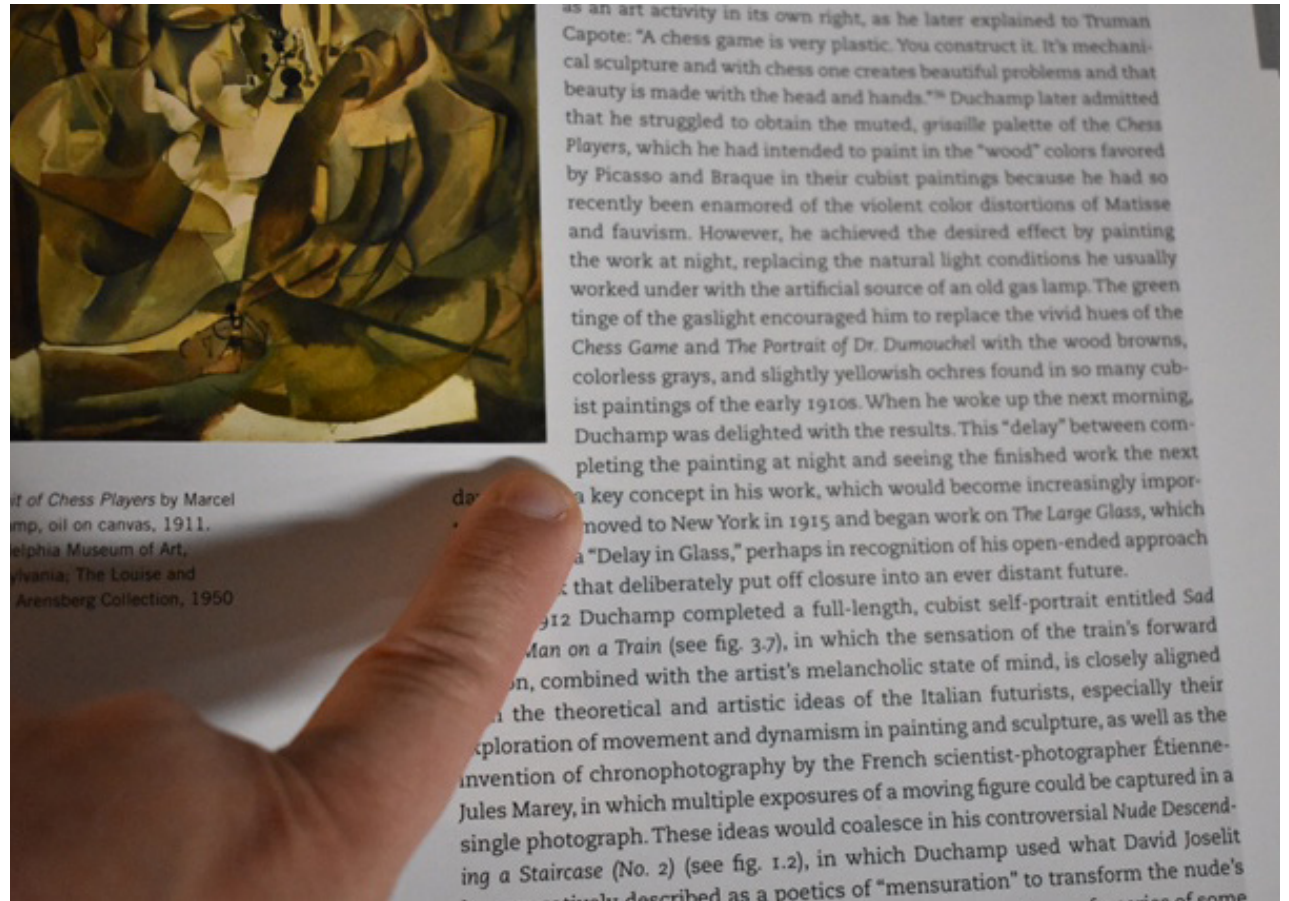 as an art activity in its own right, as he later explained to Truman
Capote: “A chess game is very plastic. You construct it. It’s mechani-
cal sculpture and with chess one creates beautiful problems and that
beauty is made with the head and hands.”³⁶ Duchamp later admitted
that he struggled to obtain the muted, grisaille palette of the Chess
Players, which he had intended to paint in the “wood” colors favored
by Picasso and Braque in their cubist paintings because he had so
recently been enamored of the violent color distortions of Matisse
and fauvism. However, he achieved the desired effect by painting
the work at night, replacing the natural light conditions he usually
worked under with the artificial source of an old gas lamp. The green
tinge of the gaslight encouraged him to replace the vivid hues of the
Chess Game and The Portrait of Dr. Dumouchel with the wood browns,
colorless grays, and slightly yellowish ochres found in so many cub-
ist paintings of the early 1910s. When he woke up the next morning,
Duchamp was delighted with the results. This “delay” between com-
pleting the painting at night and seeing the finished work the next
a key concept in his work, which would become increasingly impor-
moved to New York in 1915 and began work on The Large Glass, which
a “Delay in Glass,” perhaps in recognition of his open-ended approach
that deliberately put off closure into an ever distant future.
912 Duchamp completed a full-length, cubist self-portrait entitled Sad
Man on a Train (see fig. 3.7), in which the sensation of the train’s forward
on, combined with the artist’s melancholic state of mind, is closely aligned
the theoretical and artistic ideas of the Italian futurists, especially their
xploration of movement and dynamism in painting and sculpture, as well as the
invention of chronophotography by the French scientist-photographer Étienne-
Jules Marey, in which multiple exposures of a moving figure could be captured in a
single photograph. These ideas would coalesce in his controversial Nude Descend-
ing a Staircase (No. 2) (see fig. 1.2), in which Duchamp used what David Joselit
described as a poetics of “mensuration” to transform the nude’s
of some
it of Chess Players by Marcel
mp, oil on canvas, 1911.
elphia Museum of Art,
ylvania; The Louise and
Arensberg Collection, 1950